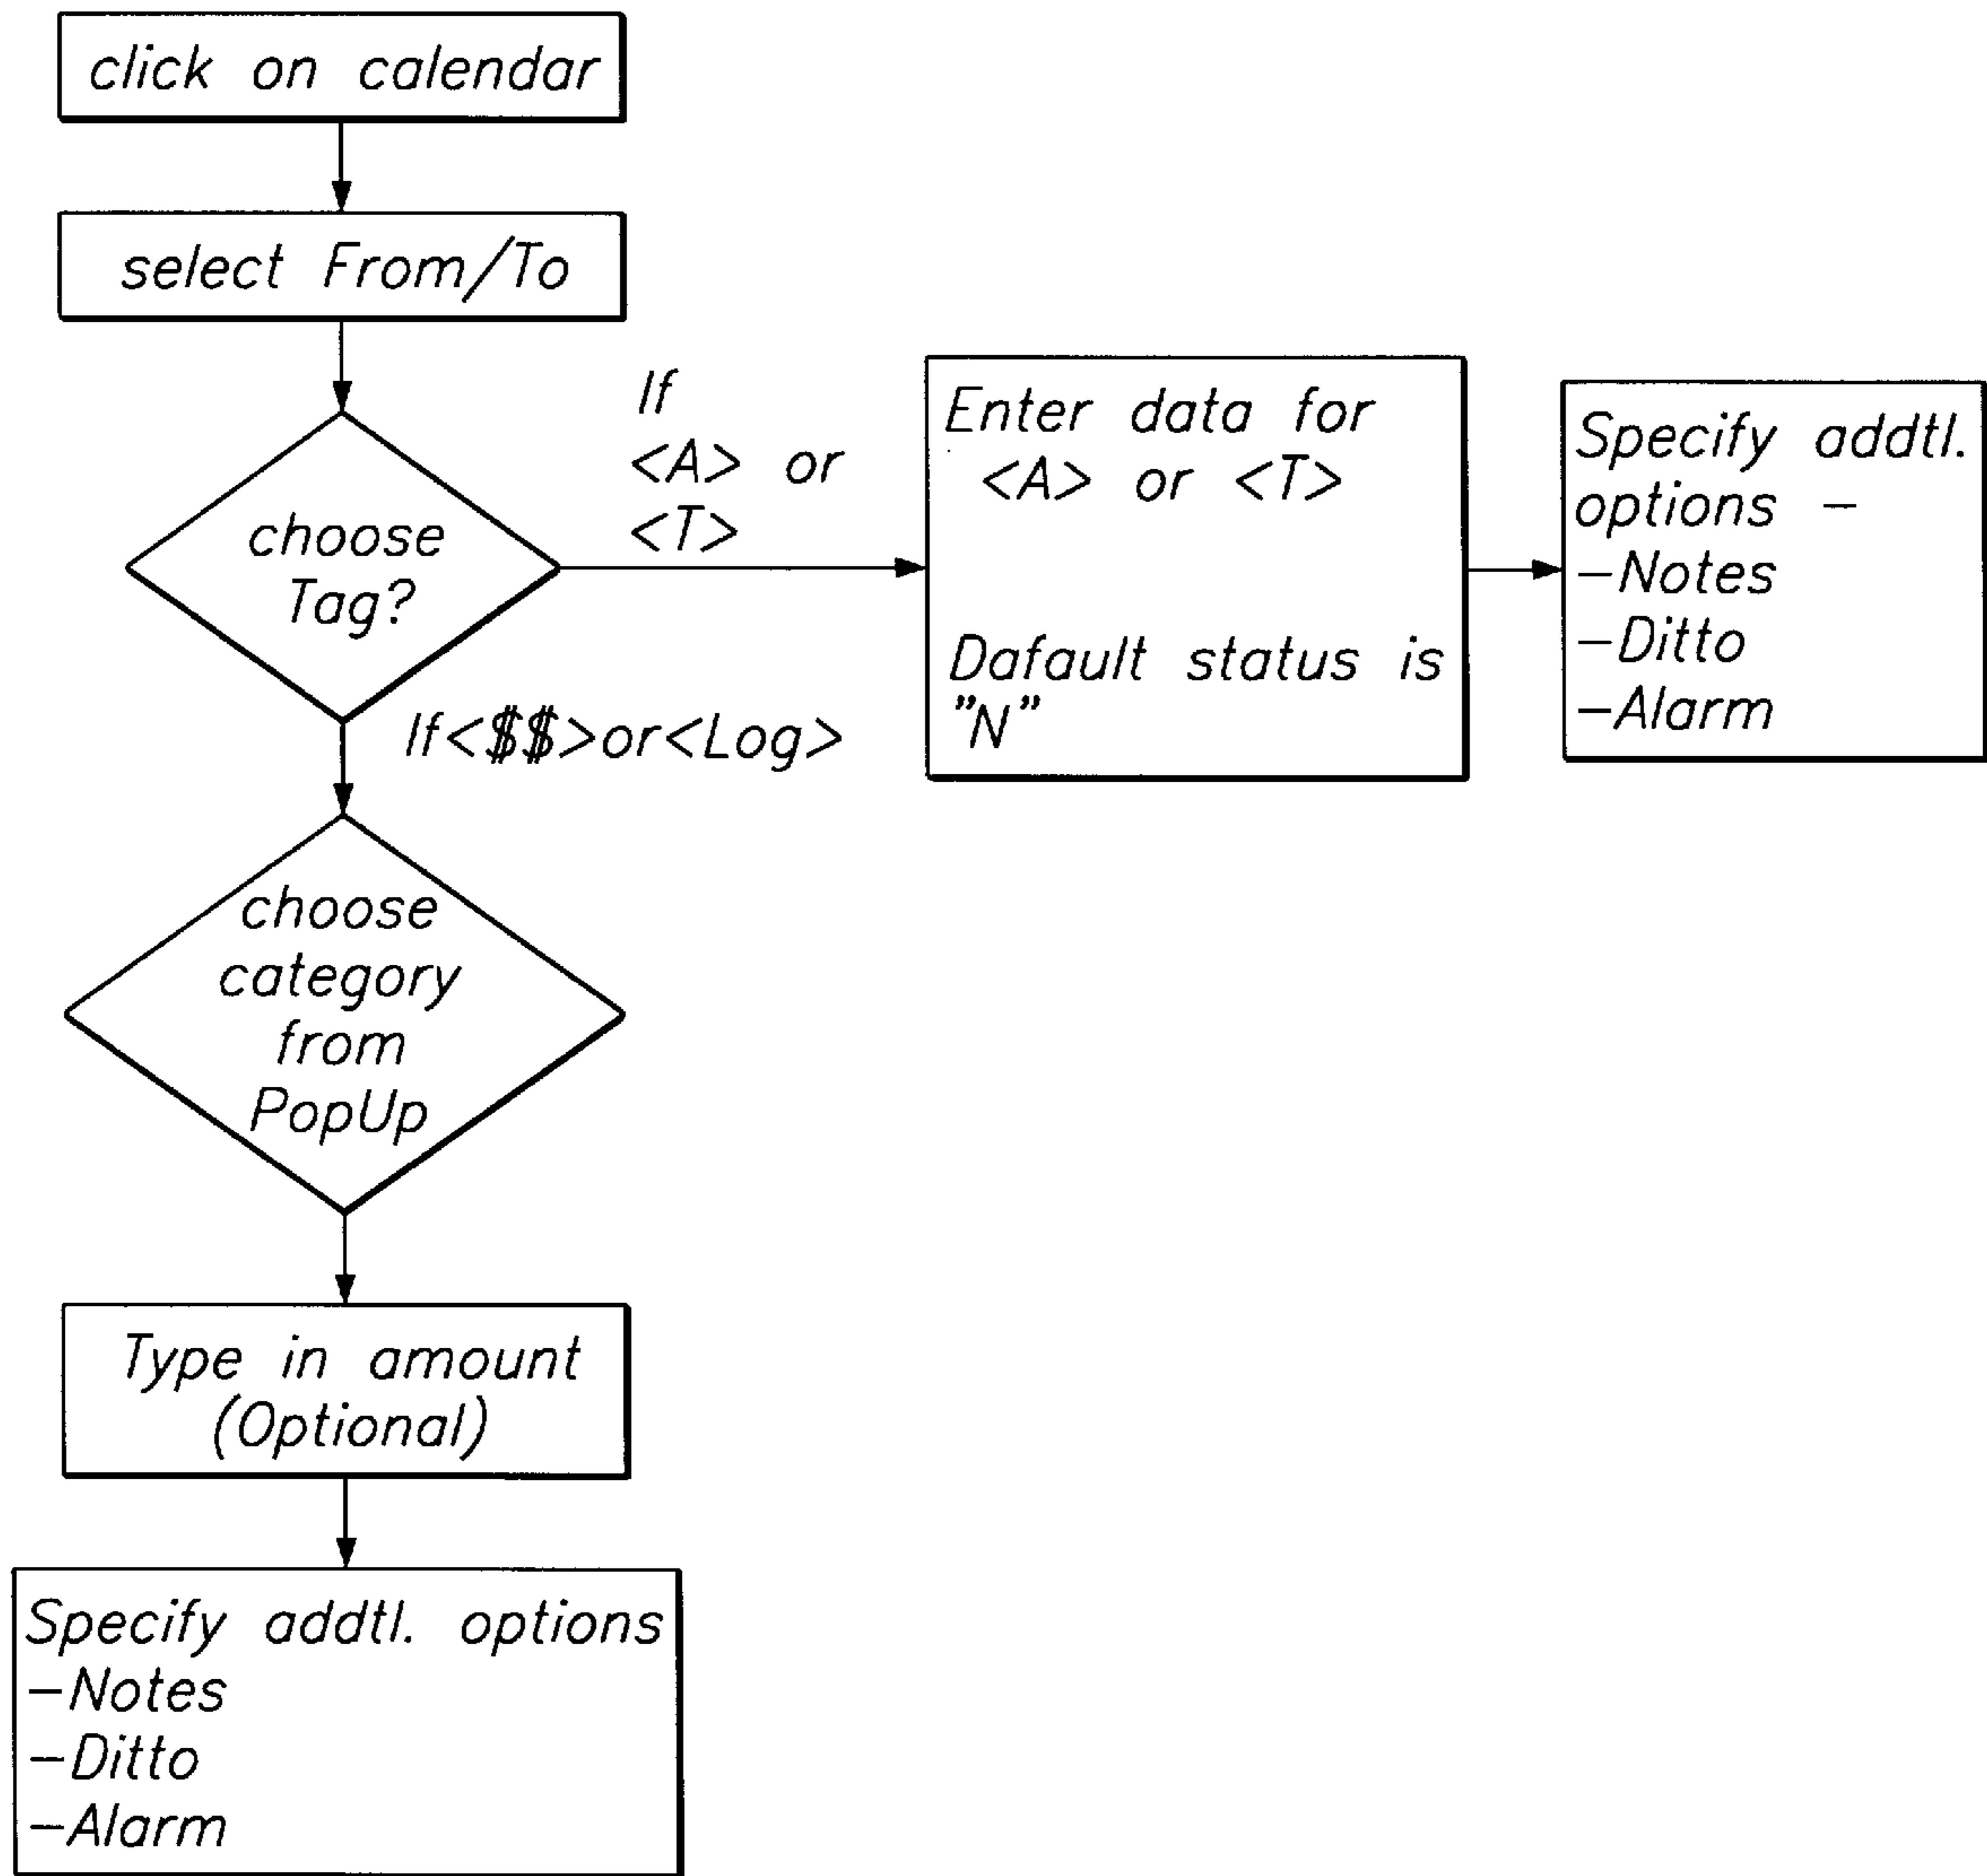 click on calendar
select From/To
choose
Tag?
If
<A> or
<T>
Enter data for
<A> or <T>
Dafault status is
"N"
Specify addtl.
options –
–Notes
–Ditto
–Alarm
If<$$>or<Log>
choose
category
from
PopUp
Type in amount
(Optional)
Specify addtl. options
–Notes
–Ditto
–Alarm